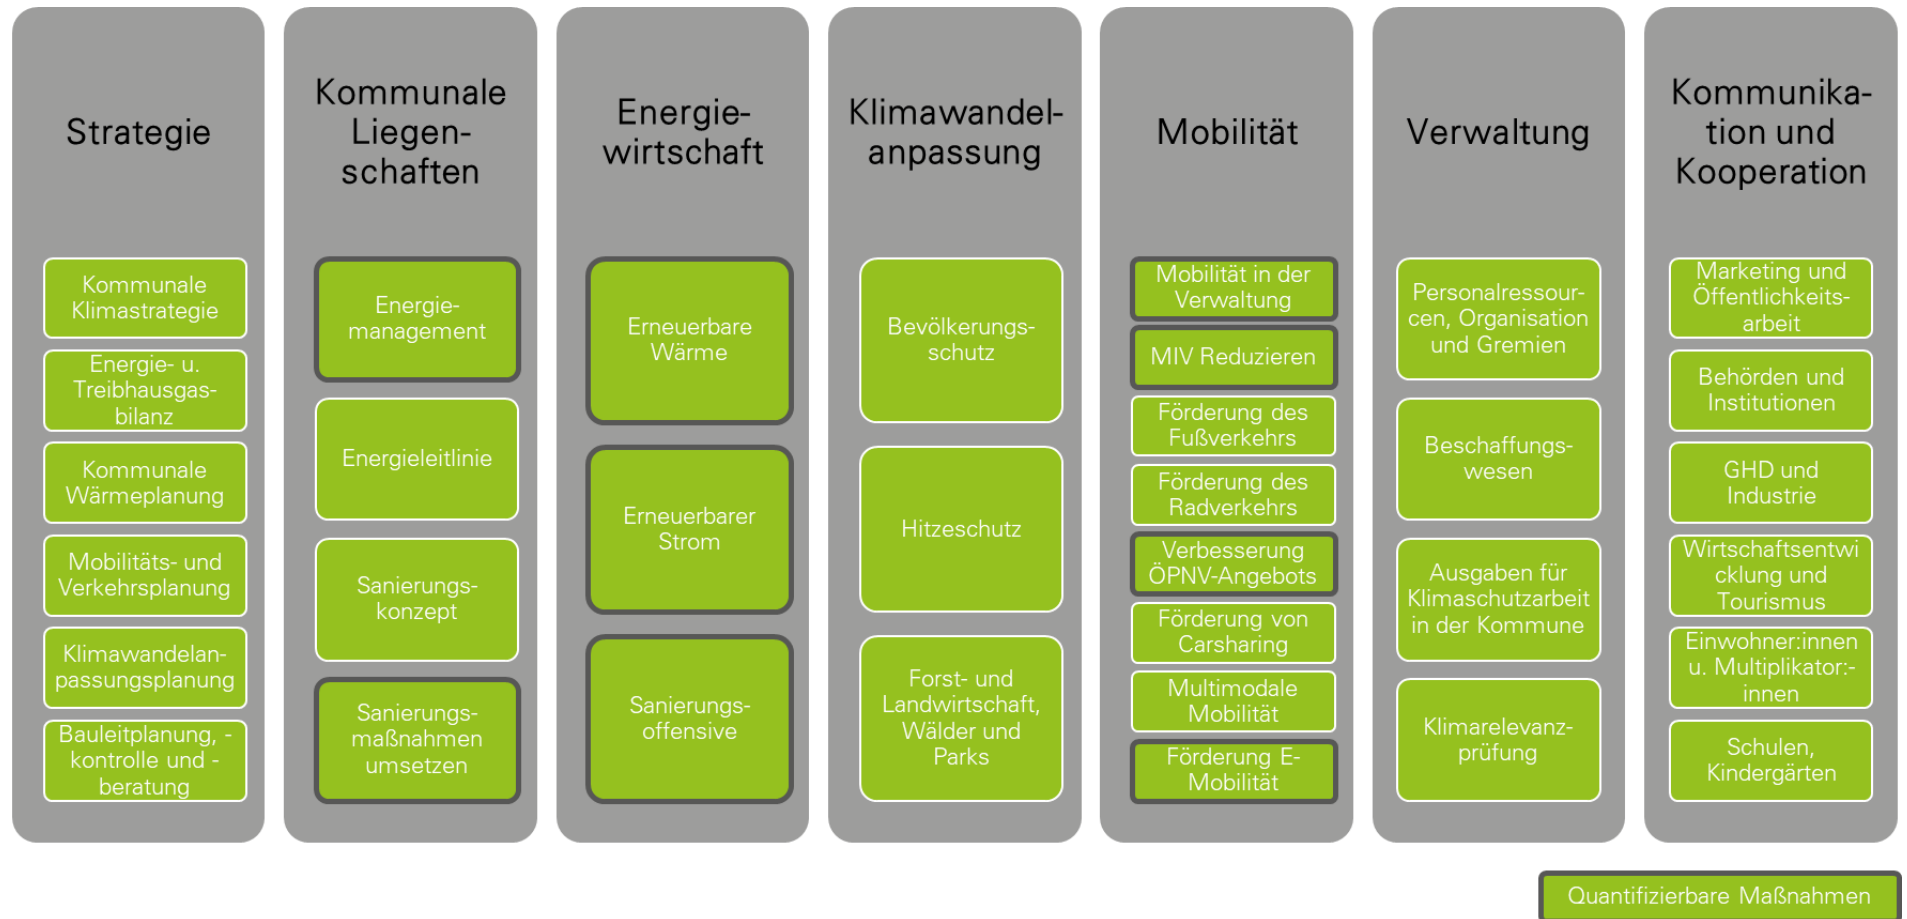 Strategie
Kommunale
Klimastrategie
Energie- u.
Treibhausgas-
bilanz
Kommunale
Wärmeplanung
Mobilitäts- und
Verkehrsplanung
Klimawandelan-
passungsplanung
Bauleitplanung, -
kontrolle und -
beratung
Kommunale
Liegen-
schaften
Energie-
management
Energieleitlinie
Sanierungs-
konzept
Sanierungs-
maßnahmen
umsetzen
Energie-
wirtschaft
Erneuerbare
Wärme
Erneuerbarer
Strom
Sanierungs-
offensive
Klimawandel-
anpassung
Bevölkerungs-
schutz
Hitzeschutz
Forst- und
Landwirtschaft,
Wälder und
Parks
Mobilität
Mobilität in der
Verwaltung
MIV Reduzieren
Förderung des
Fußverkehrs
Förderung des
Radverkehrs
Verbesserung
ÖPNV-Angebots
Förderung von
Carsharing
Multimodale
Mobilität
Förderung E-
Mobilität
Verwaltung
Personalressour-
cen, Organisation
und Gremien
Beschaffungs-
wesen
Ausgaben für
Klimaschutzarbeit
in der Kommune
Klimarelevanz-
prüfung
Kommunika-
tion und
Kooperation
Marketing und
Öffentlichkeits-
arbeit
Behörden und
Institutionen
GHD und
Industrie
Wirtschaftsentwi
cklung und
Tourismus
Einwohner:innen
u. Multiplikator:-
innen
Schulen,
Kindergärten
Quantifizierbare Maßnahmen